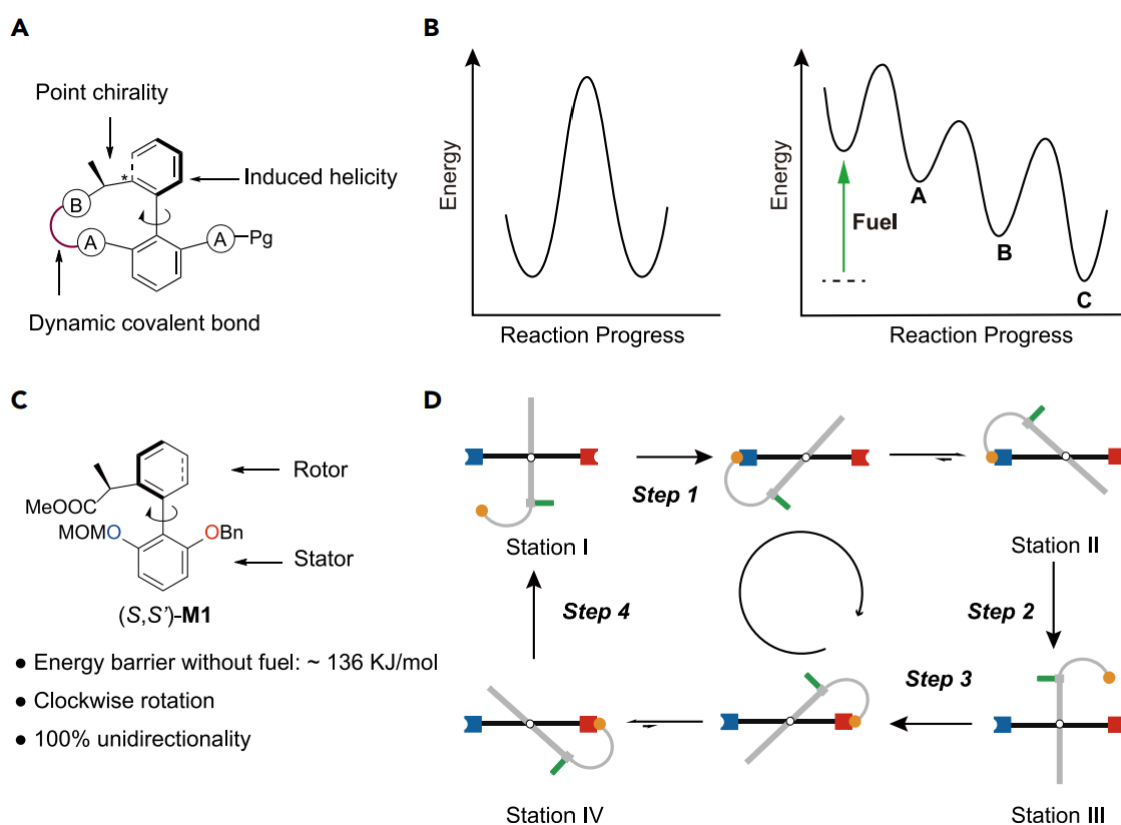 A
Point chirality
*
Induced helicity
B
A
A
Pg
Dynamic covalent bond
B
Energy
Reaction Progress
Energy
Fuel
A
B
C
Reaction Progress
C
Rotor
MeOOC
MOMO
OBn
Stator
(S,S')-M1
● Energy barrier without fuel: ~ 136 KJ/mol
● Clockwise rotation
● 100% unidirectionality
D
Step 1
Station I
Station II
Step 4
Step 2
Step 3
Station IV
Station III